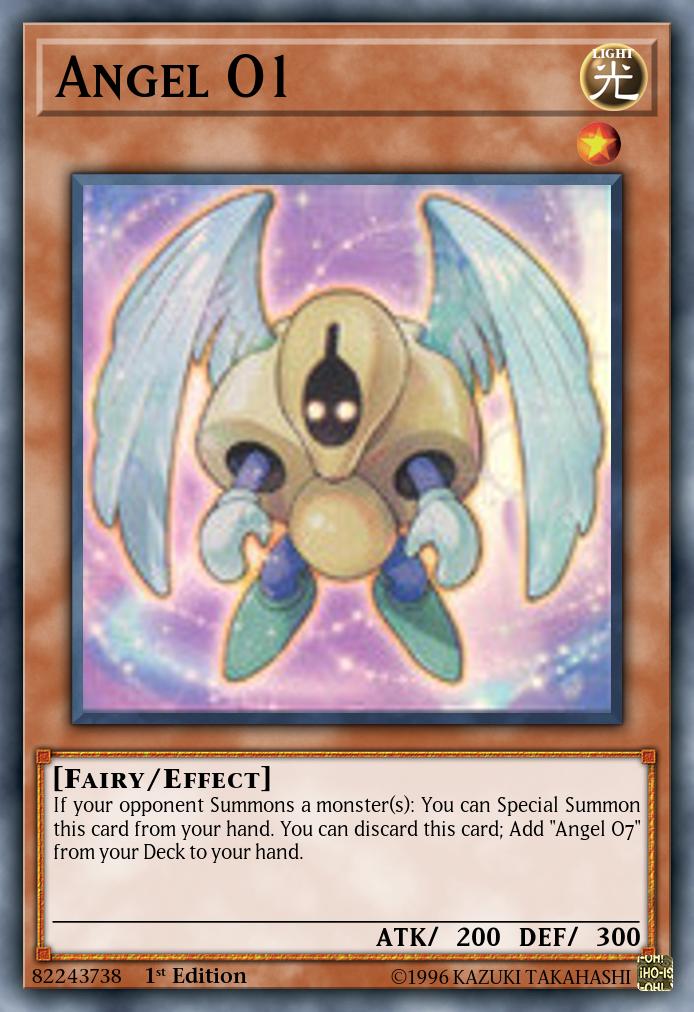 Angel O1
LIGHT
光
[Fairy/Effect]
If your opponent Summons a monster(s): You can Special Summon
this card from your hand. You can discard this card; Add "Angel O7"
from your Deck to your hand.
ATK/ 200 DEF/ 300
82243738 1st Edition ©1996 KAZUKI TAKAHASHI